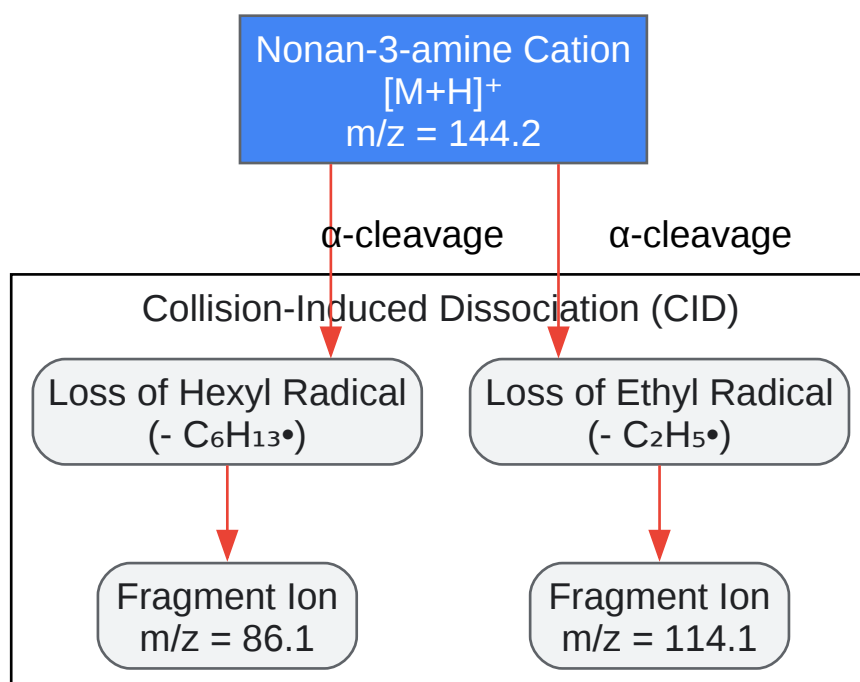 Nonan-3-amine Cation
[M+H]⁺
m/z = 144.2
α-cleavage α-cleavage
Collision-Induced Dissociation (CID)
Loss of Hexyl Radical
(- C₆H₁₃•)
Loss of Ethyl Radical
(- C₂H₅•)
Fragment Ion
m/z = 86.1
Fragment Ion
m/z = 114.1